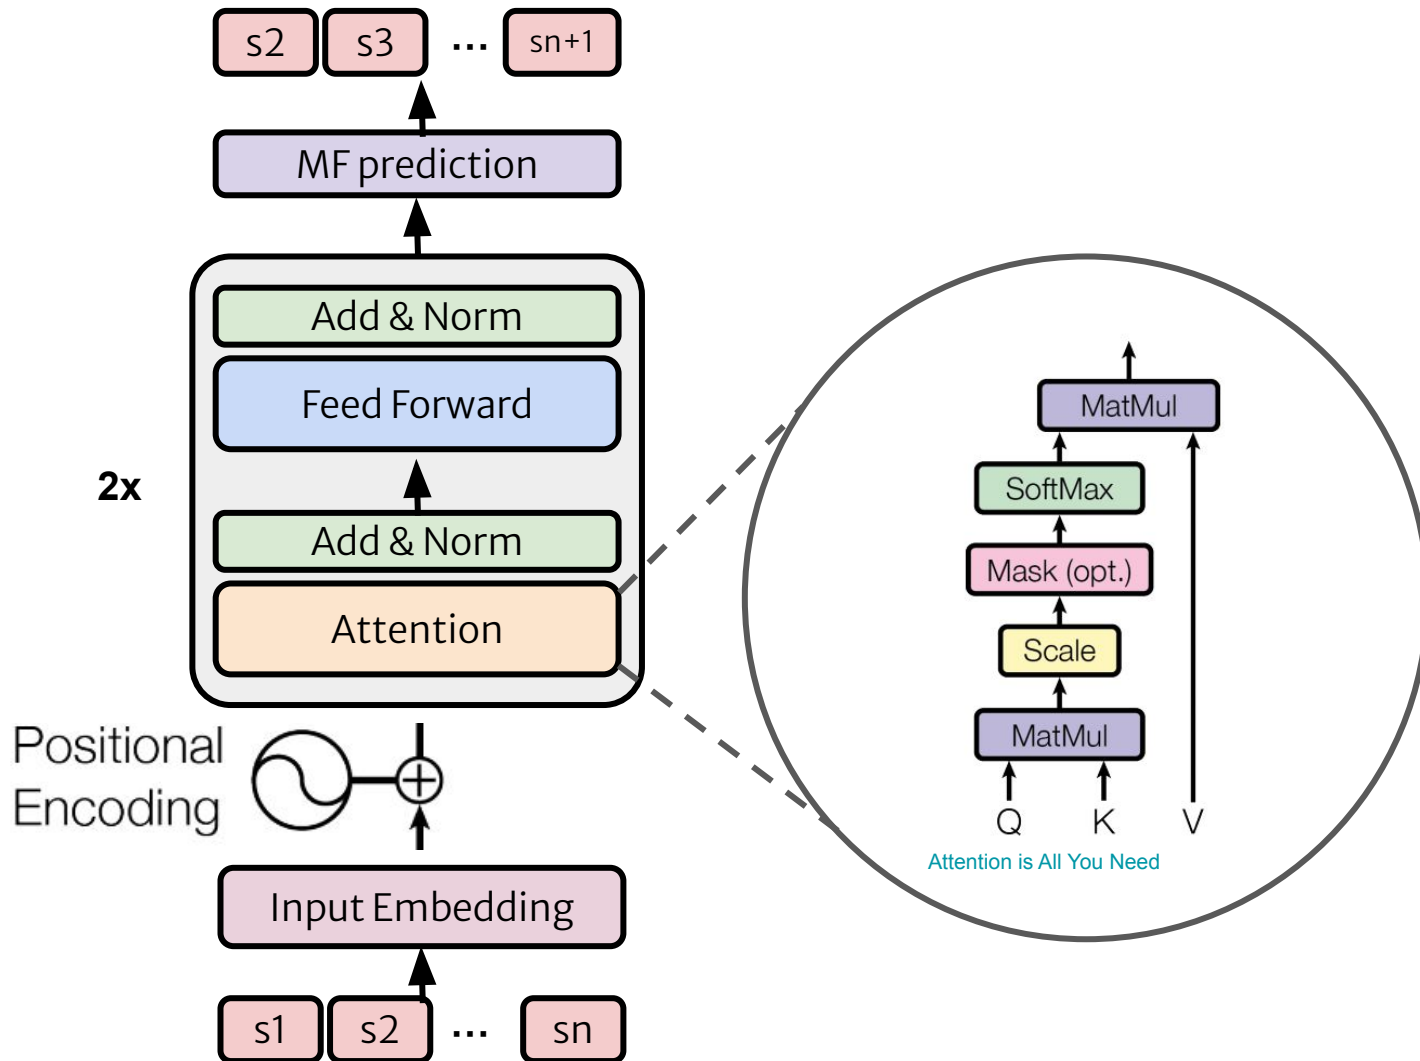 s2 s3 ... sn+1
MF prediction
Add & Norm
Feed Forward
2x
Add & Norm
Attention
Positional
Encoding
Input Embedding
s1 s2 ... sn
MatMul
SoftMax
Mask (opt.)
Scale
MatMul
Q K V
Attention is All You Need